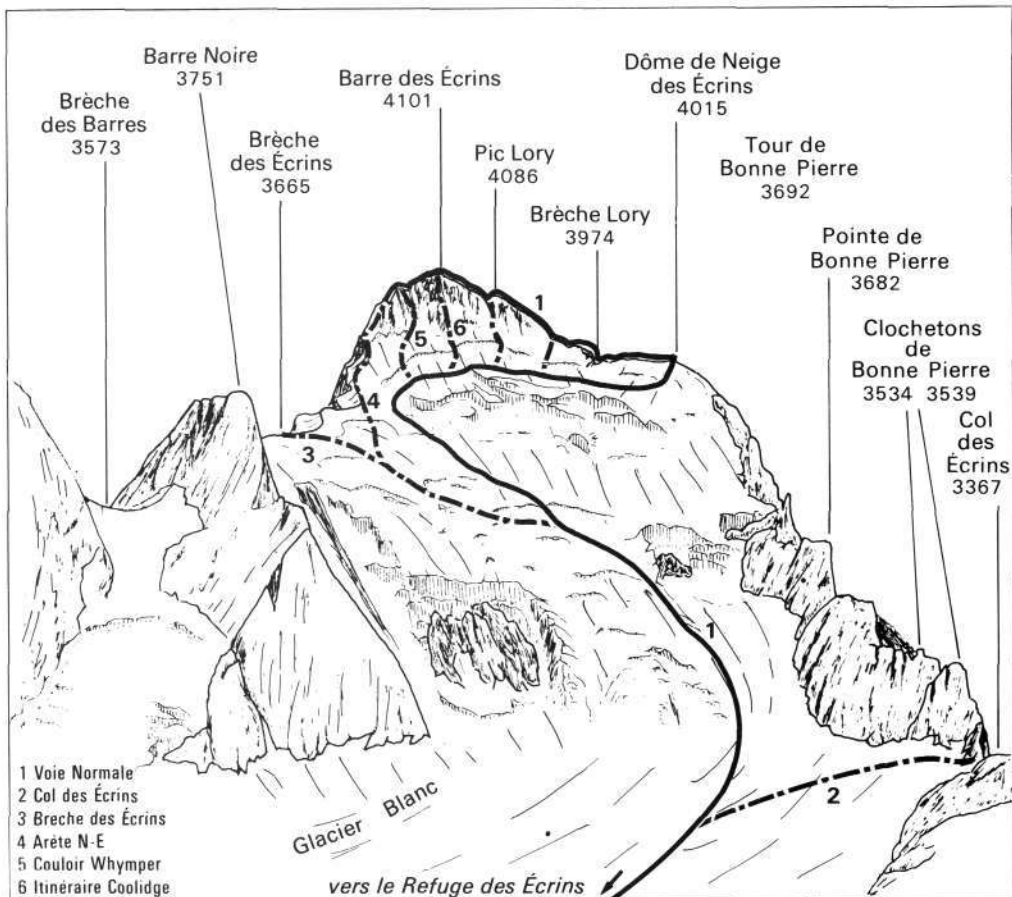 Barre Noire
3751
Barre des Écrins
4101
Dôme de Neige
des Écrins
4015
Brèche
des Barres
3573
Brèche
des Écrins
3665
Pic Lory
4086
Tour de
Bonne Pierre
3692
Brèche Lory
3974
Pointe de
Bonne Pierre
3682
Clochetons
de
Bonne Pierre
3534 3539
Col
des
Écrins
3367
1
5
6
4
3
1
2
1 Voie Normale
2 Col des Écrins
3 Breche des Écrins
4 Arète N-E
5 Couloir Whymper
6 Itinéraire Coolidge
Glacier Blanc
vers le Refuge des Écrins